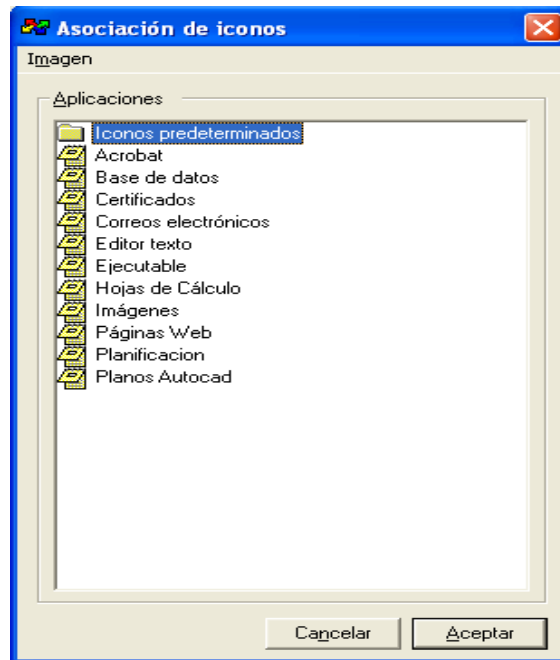 Asociación de iconos
Imagen
Aplicaciones
Iconos predeterminados
Acrobat
Base de datos
Certificados
Correos electrónicos
Editor texto
Ejecutable
Hojas de Cálculo
Imágenes
Páginas Web
Planificacion
Planos Autocad
Cancelar Aceptar